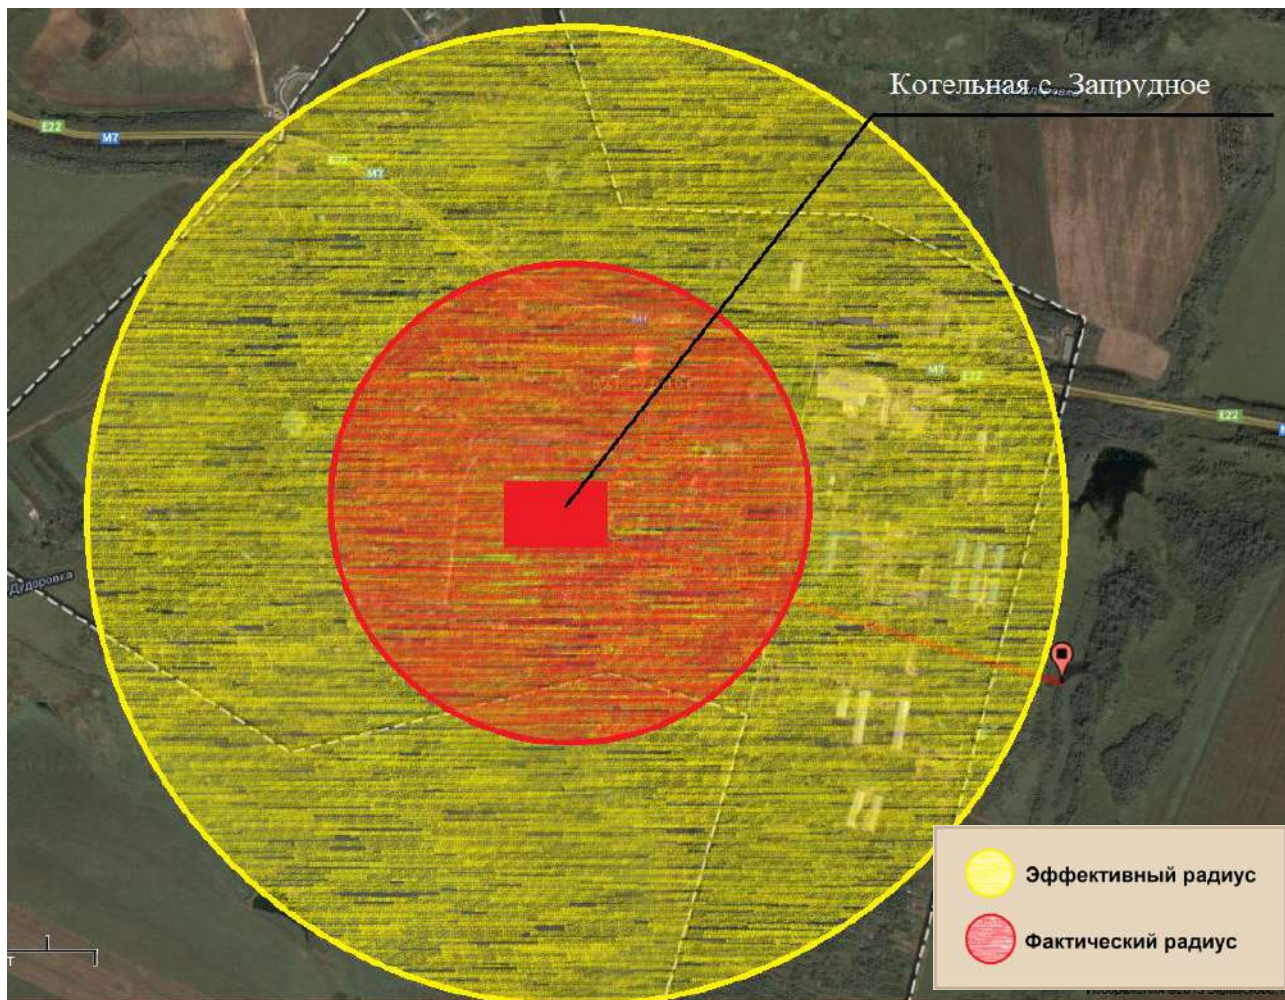 Котельная с. Запрудное
E22
M7
E22
M7
M7
E22
E22
Дудоровка
Эффективный радиус
Фактический радиус